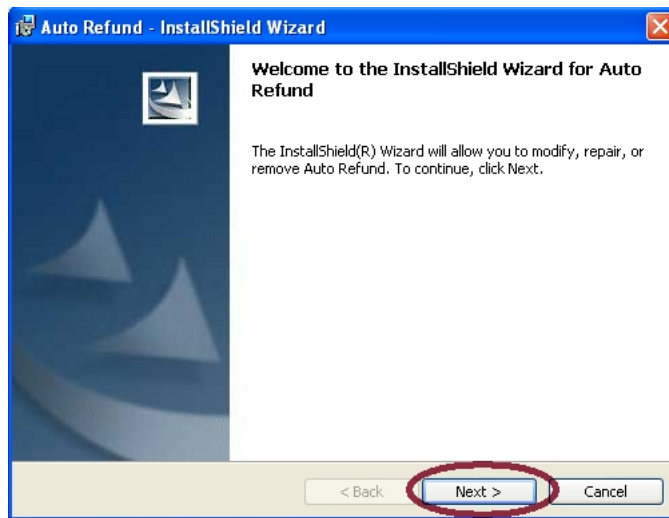 Auto Refund - InstallShield Wizard
Welcome to the InstallShield Wizard for Auto
Refund
The InstallShield(R) Wizard will allow you to modify, repair, or
remove Auto Refund. To continue, click Next.
< Back Next > Cancel